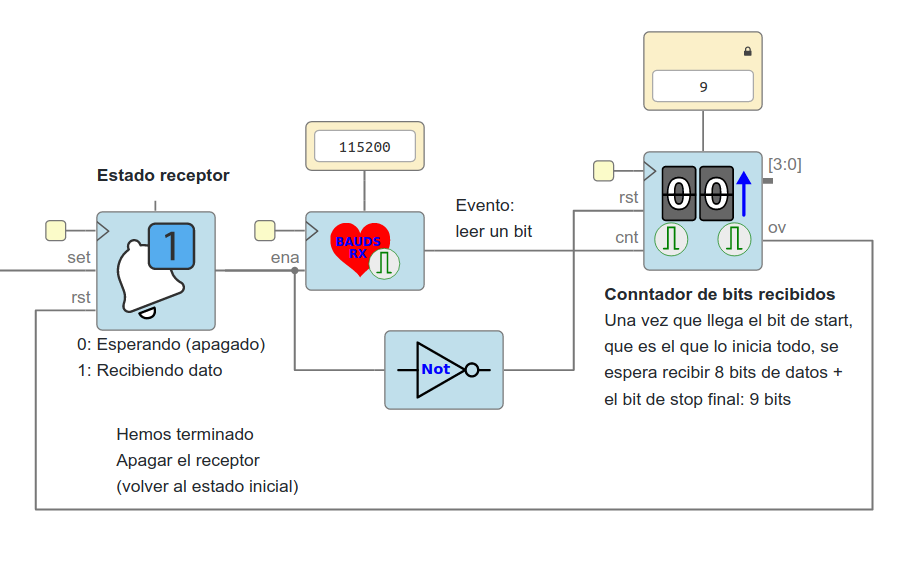 9
115200
Estado receptor
[3:0]
00
rst
Evento:
leer un bit
1
BAUDS
RX
cnt
ov
set
ena
rst
Conntador de bits recibidos
Una vez que llega el bit de start,
que es el que lo inicia todo, se
espera recibir 8 bits de datos +
el bit de stop final: 9 bits
0: Esperando (apagado)
1: Recibiendo dato
Not
Hemos terminado
Apagar el receptor
(volver al estado inicial)